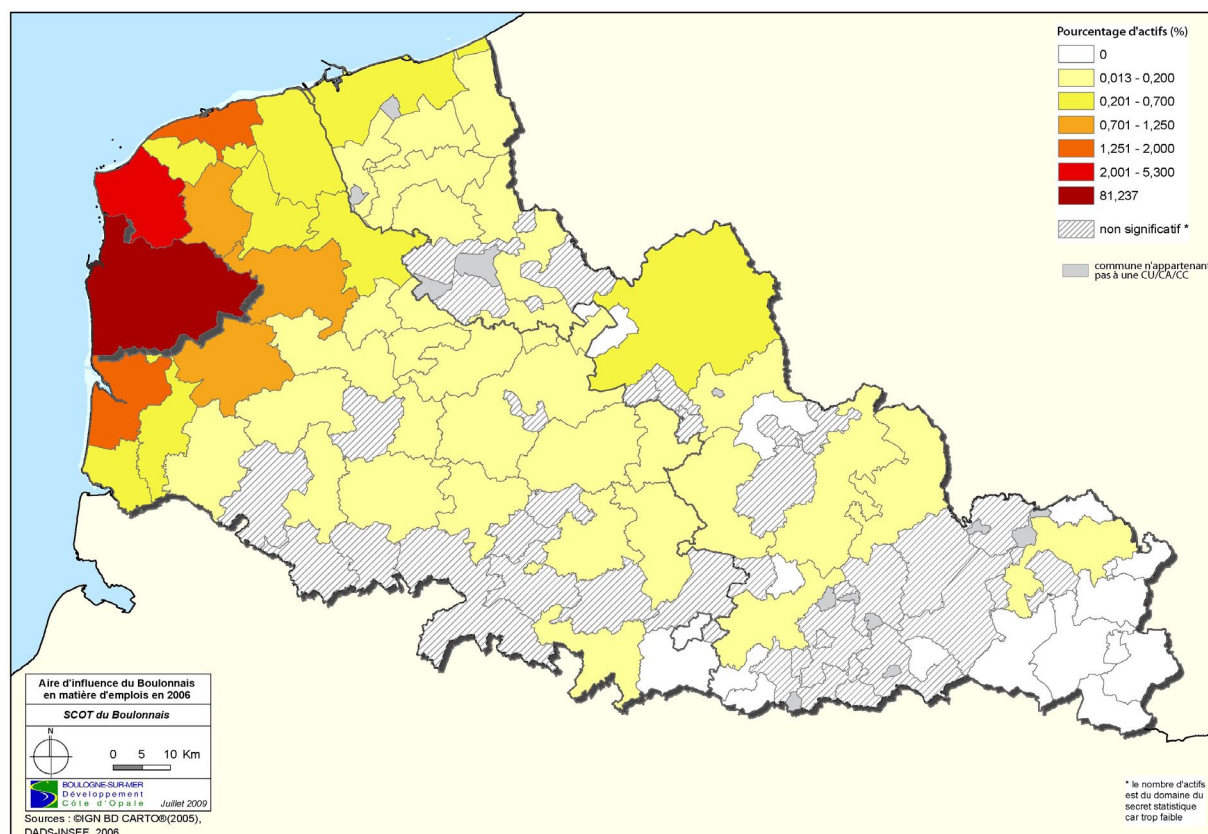 Pourcentage d'actifs (%)
0
0,013 - 0,200
0,201 - 0,700
0,701 - 1,250
1,251 - 2,000
2,001 - 5,300
81,237
non significatif *
commune n'appartenant
pas à une CU/CA/CC
Aire d'influence du Boulonnais
en matière d'emplois en 2006
SCOT du Boulonnais
N
0 5 10 Km
BOULOGNE-SUR-MER
Développement
Côte d'Opale
Juillet 2009
Sources : ©IGN BD CARTO®(2005),
DADS-INSEE, 2006
* le nombre d'actifs
est du domaine du
secret statistique
car trop faible